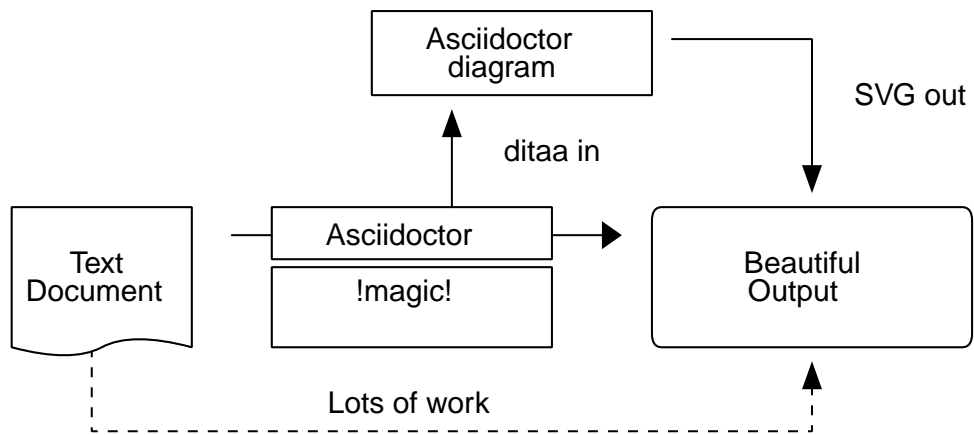 Asciidoctor
diagram
SVG out
ditaa in
Asciidoctor
Text
Document
!magic!
Beautiful
Output
Lots of work